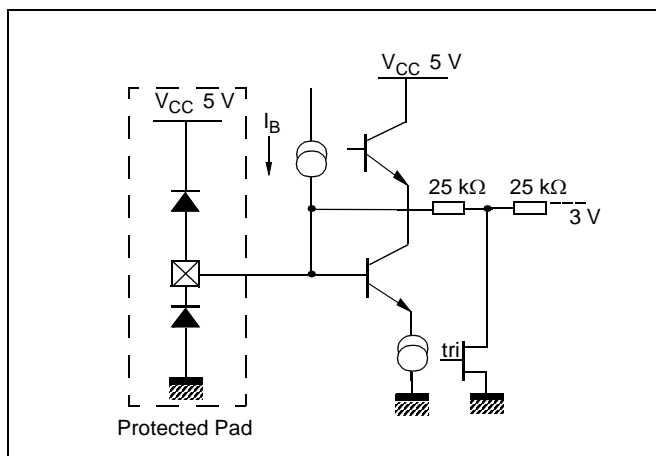 V_CC 5 V
V_CC 5 V
I_B
25 kΩ 25 kΩ
3 V
tri
Protected Pad